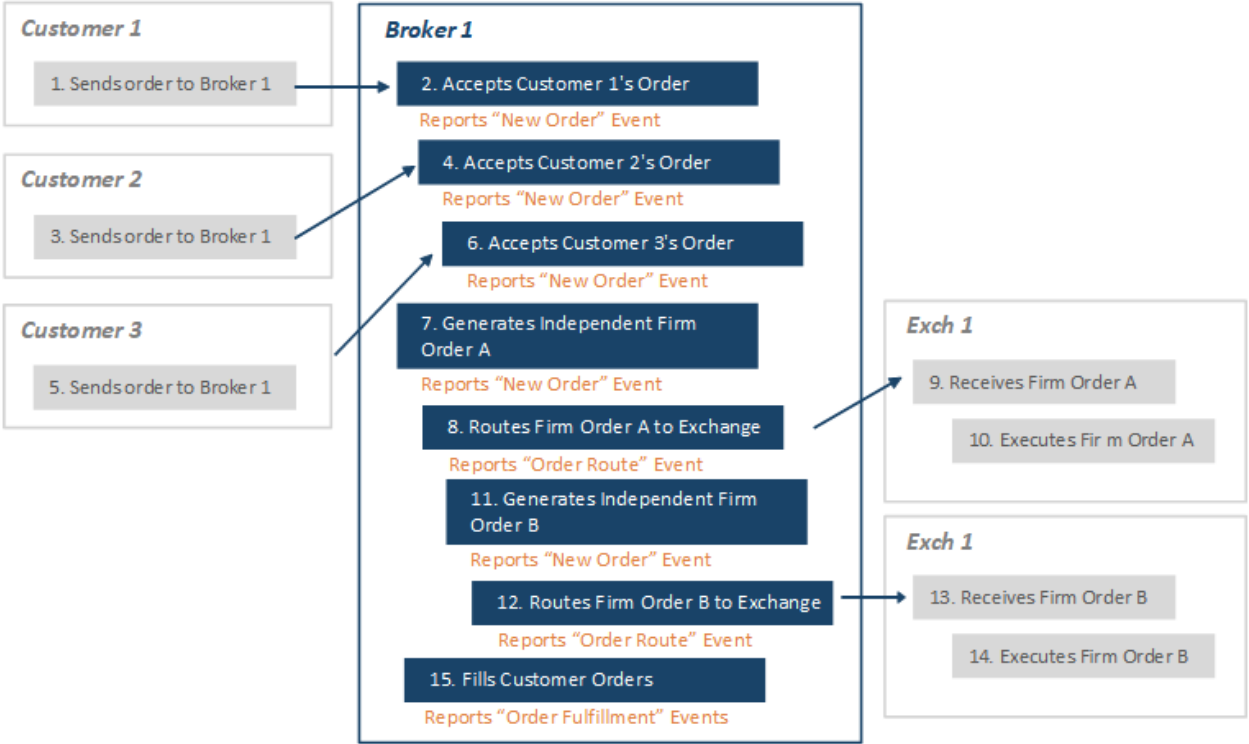 Customer 1
1. Sends order to Broker 1
Customer 2
3. Sends order to Broker 1
Customer 3
5. Sends order to Broker 1
Broker 1
2. Accepts Customer 1's Order
Reports “New Order” Event
4. Accepts Customer 2's Order
Reports “New Order” Event
6. Accepts Customer 3's Order
Reports “New Order” Event
7. Generates Independent Firm
Order A
Reports “New Order” Event
8. Routes Firm Order A to Exchange
Reports “Order Route” Event
11. Generates Independent Firm
Order B
Reports “New Order” Event
12. Routes Firm Order B to Exchange
Reports “Order Route” Event
15. Fills Customer Orders
Reports “Order Fulfillment” Events
Exch 1
9. Receives Firm Order A
10. Executes Fir m Order A
Exch 1
13. Receives Firm Order B
14. Executes Firm Order B